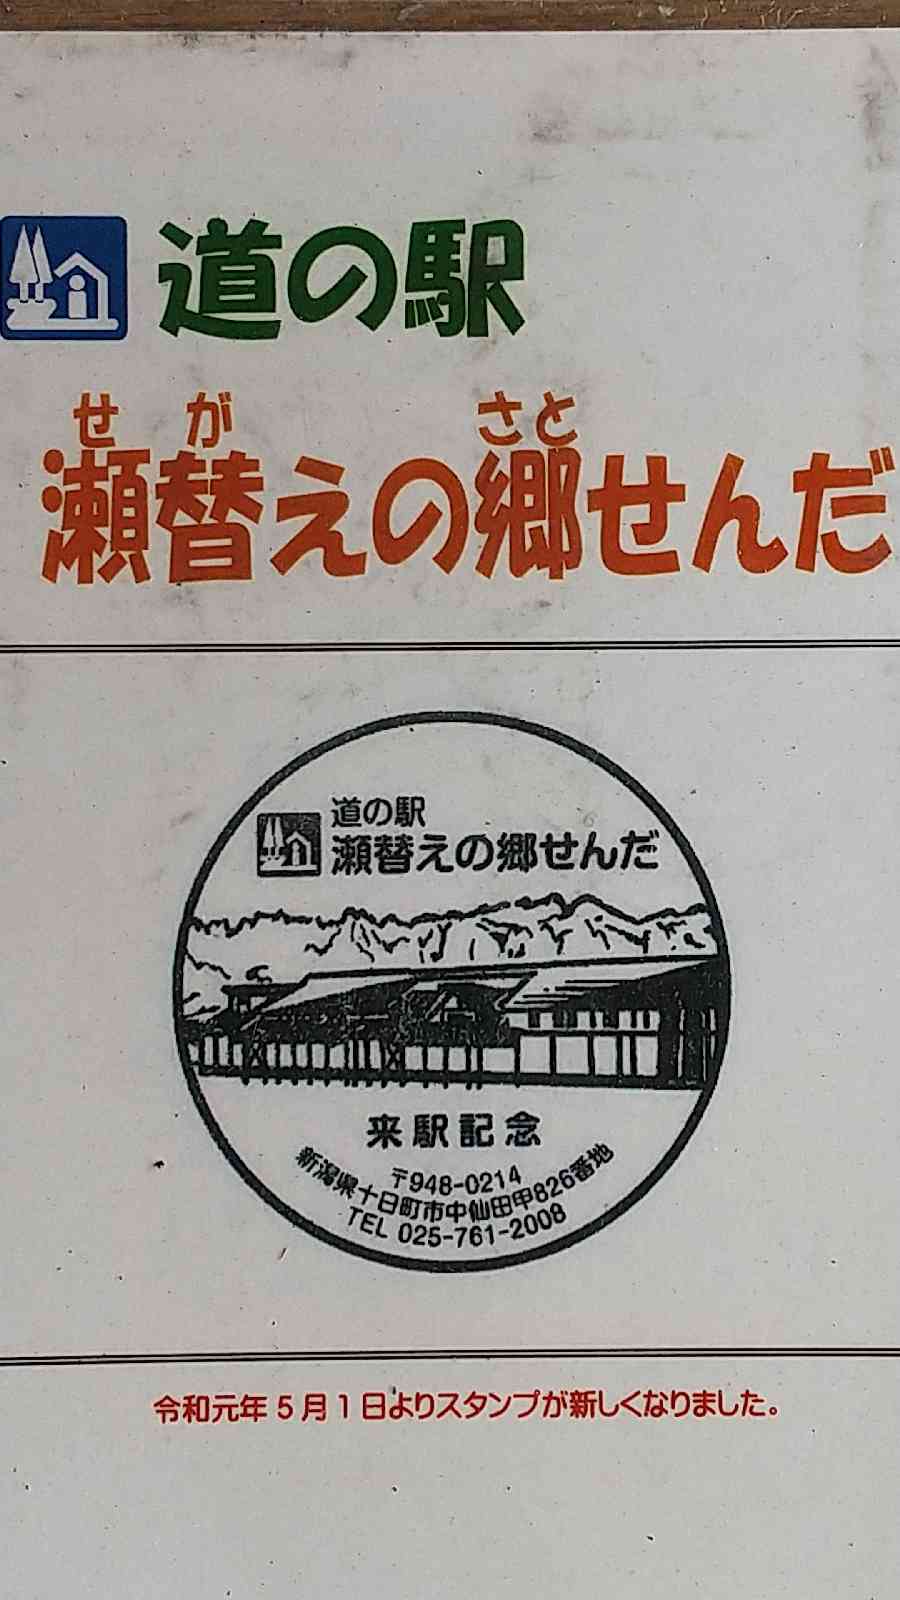 道の駅
せ が さと
瀬替えの郷せんだ
道の駅
瀬替えの郷せんだ
来駅記念
〒948-0214
新潟県十日町市中仙田甲826番地
TEL 025-761-2008
令和元年5月1日よりスタンプが新しくなりました。